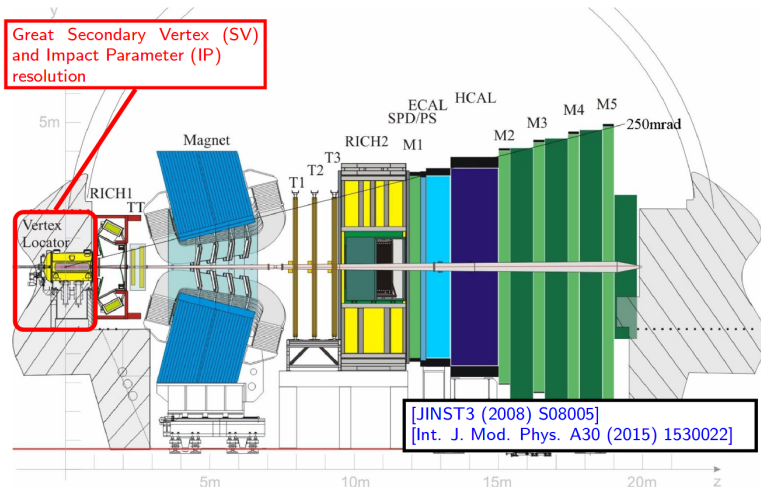 y
Great Secondary Vertex (SV)
and Impact Parameter (IP)
resolution
5m
Magnet
RICH1
TT
Vertex
Locator
T1
T2
T3
RICH2
M1
SPD/PS
ECAL
HCAL
M2
M3
M4
M5
250mrad
[JINST3 (2008) S08005]
[Int. J. Mod. Phys. A30 (2015) 1530022]
5m
10m
15m
20m
z